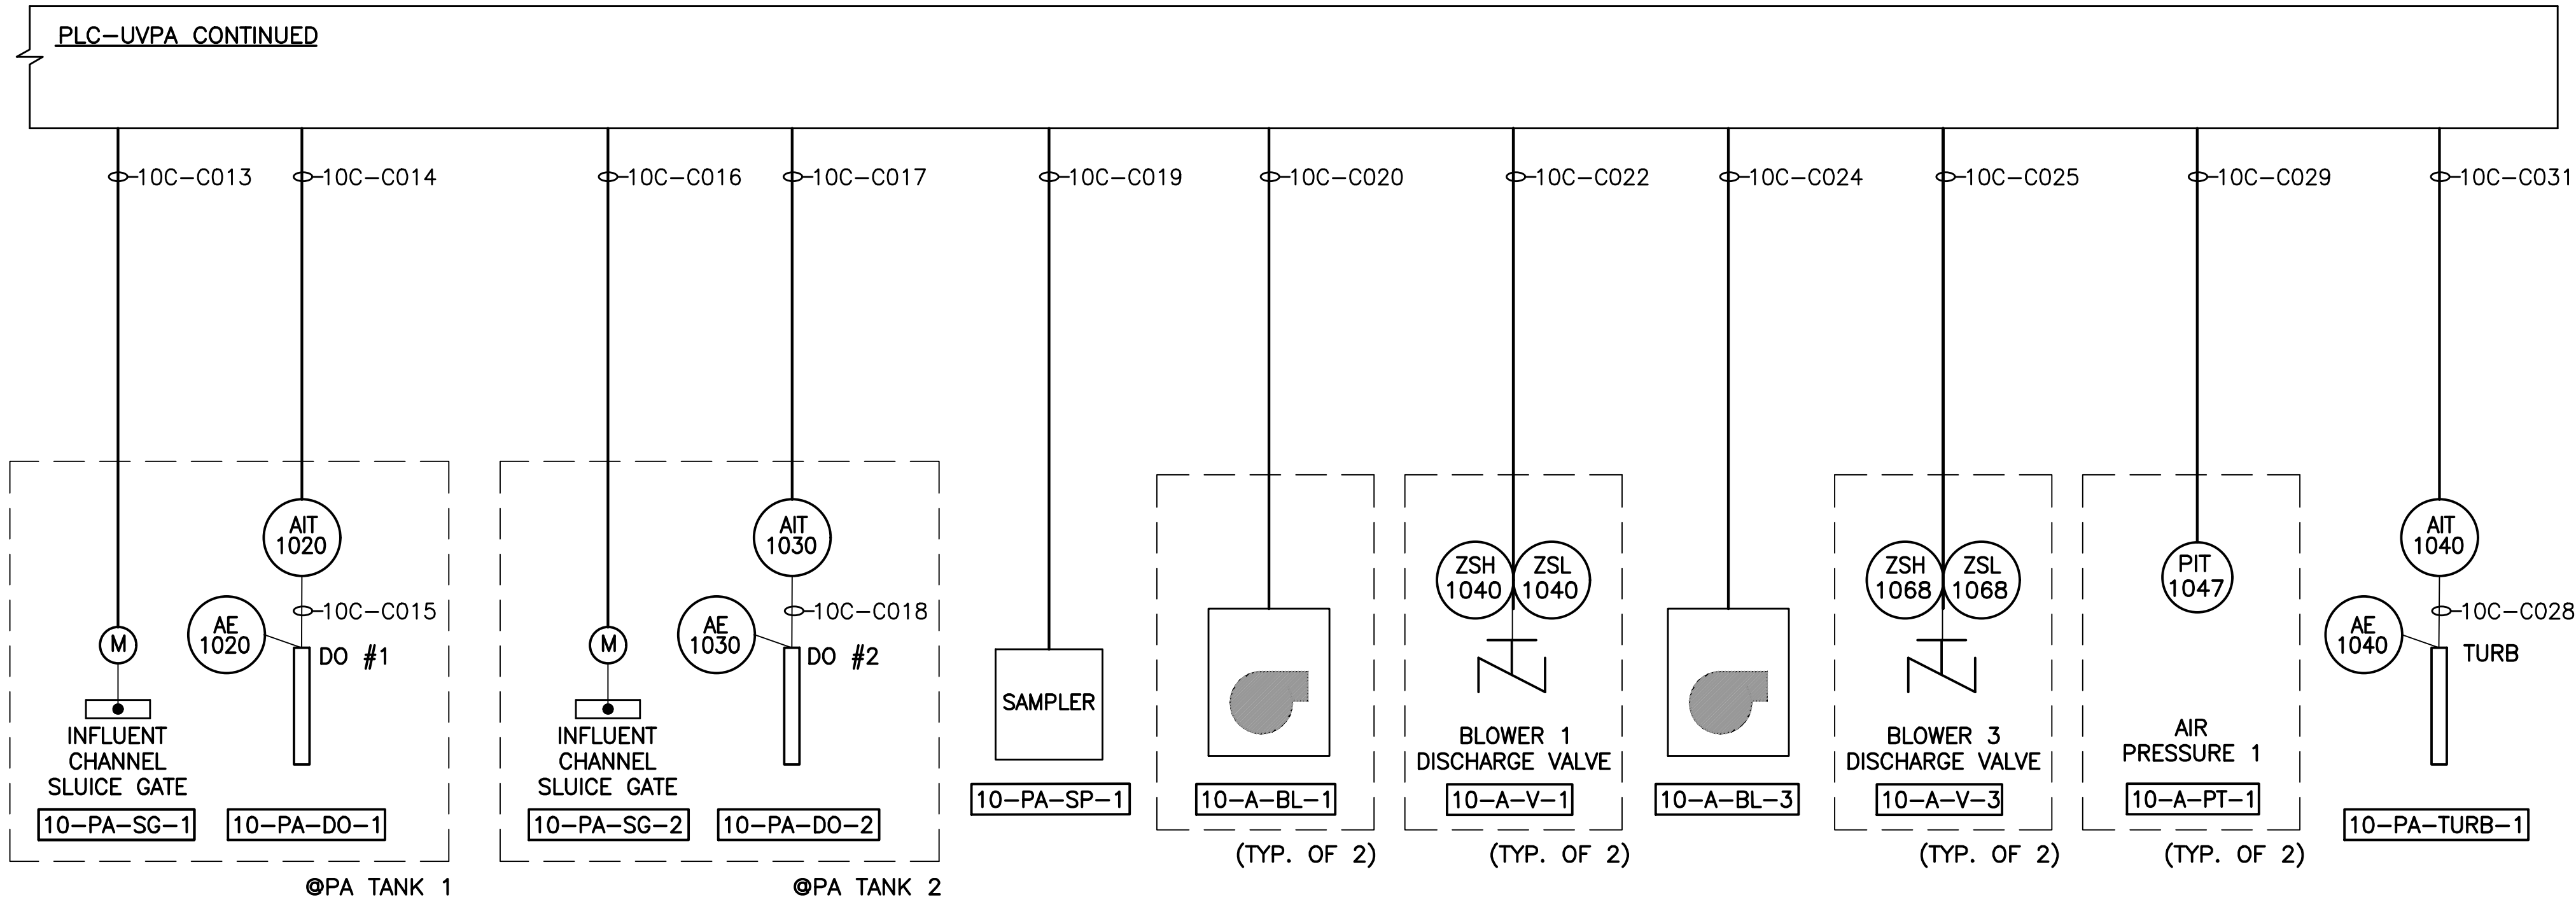 PLC-UVPA CONTINUED
10C-C013
10C-C014
10C-C016
10C-C017
10C-C019
10C-C020
10C-C022
10C-C024
10C-C025
10C-C029
10C-C031
AIT
1020
10C-C015
AE
1020
DO #1
M
INFLUENT
CHANNEL
SLUICE GATE
10-PA-SG-1
10-PA-DO-1
@PA TANK 1
AIT
1030
10C-C018
AE
1030
DO #2
M
INFLUENT
CHANNEL
SLUICE GATE
10-PA-SG-2
10-PA-DO-2
@PA TANK 2
SAMPLER
10-PA-SP-1
10-A-BL-1
(TYP. OF 2)
ZSH
1040
ZSL
1040
BLOWER 1
DISCHARGE VALVE
10-A-V-1
(TYP. OF 2)
10-A-BL-3
ZSH
1068
ZSL
1068
BLOWER 3
DISCHARGE VALVE
10-A-V-3
(TYP. OF 2)
PIT
1047
AIR
PRESSURE 1
10-A-PT-1
(TYP. OF 2)
AIT
1040
10C-C028
AE
1040
TURB
10-PA-TURB-1